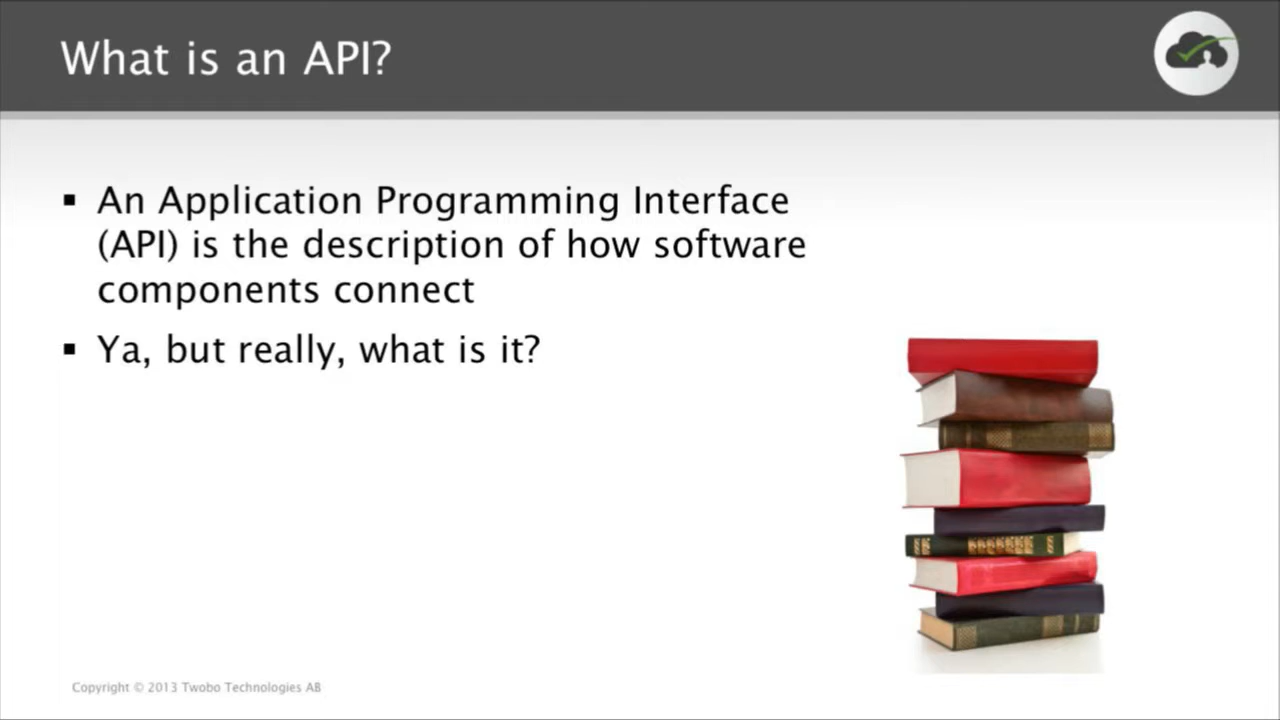 What is an API?
▪ An Application Programming Interface
(API) is the description of how software
components connect
▪ Ya, but really, what is it?
Copyright © 2013 Twobo Technologies AB